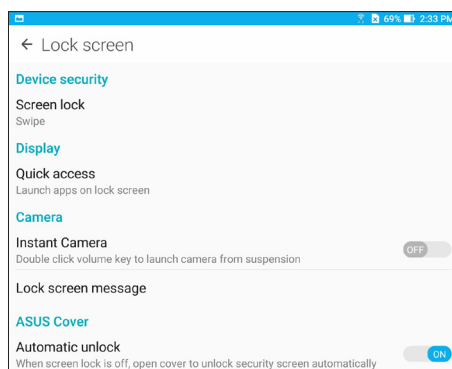 69% 2:33 PM
Lock screen
Device security
Screen lock
Swipe
Display
Quick access
Launch apps on lock screen
Camera
Instant Camera
OFF
Double click volume key to launch camera from suspension
Lock screen message
ASUS Cover
Automatic unlock
ON
When screen lock is off, open cover to unlock security screen automatically